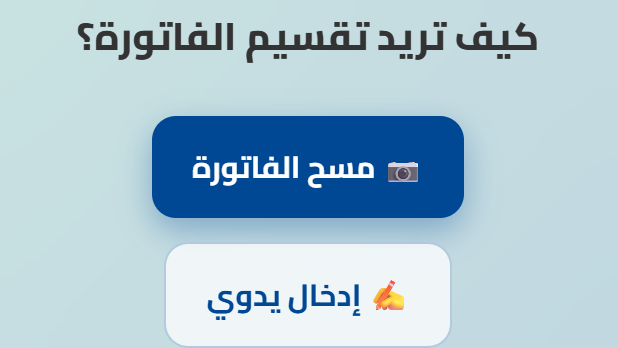 كيف تريد تقسيم الفاتورة؟
📷 مسح الفاتورة
✍️ إدخال يدوي